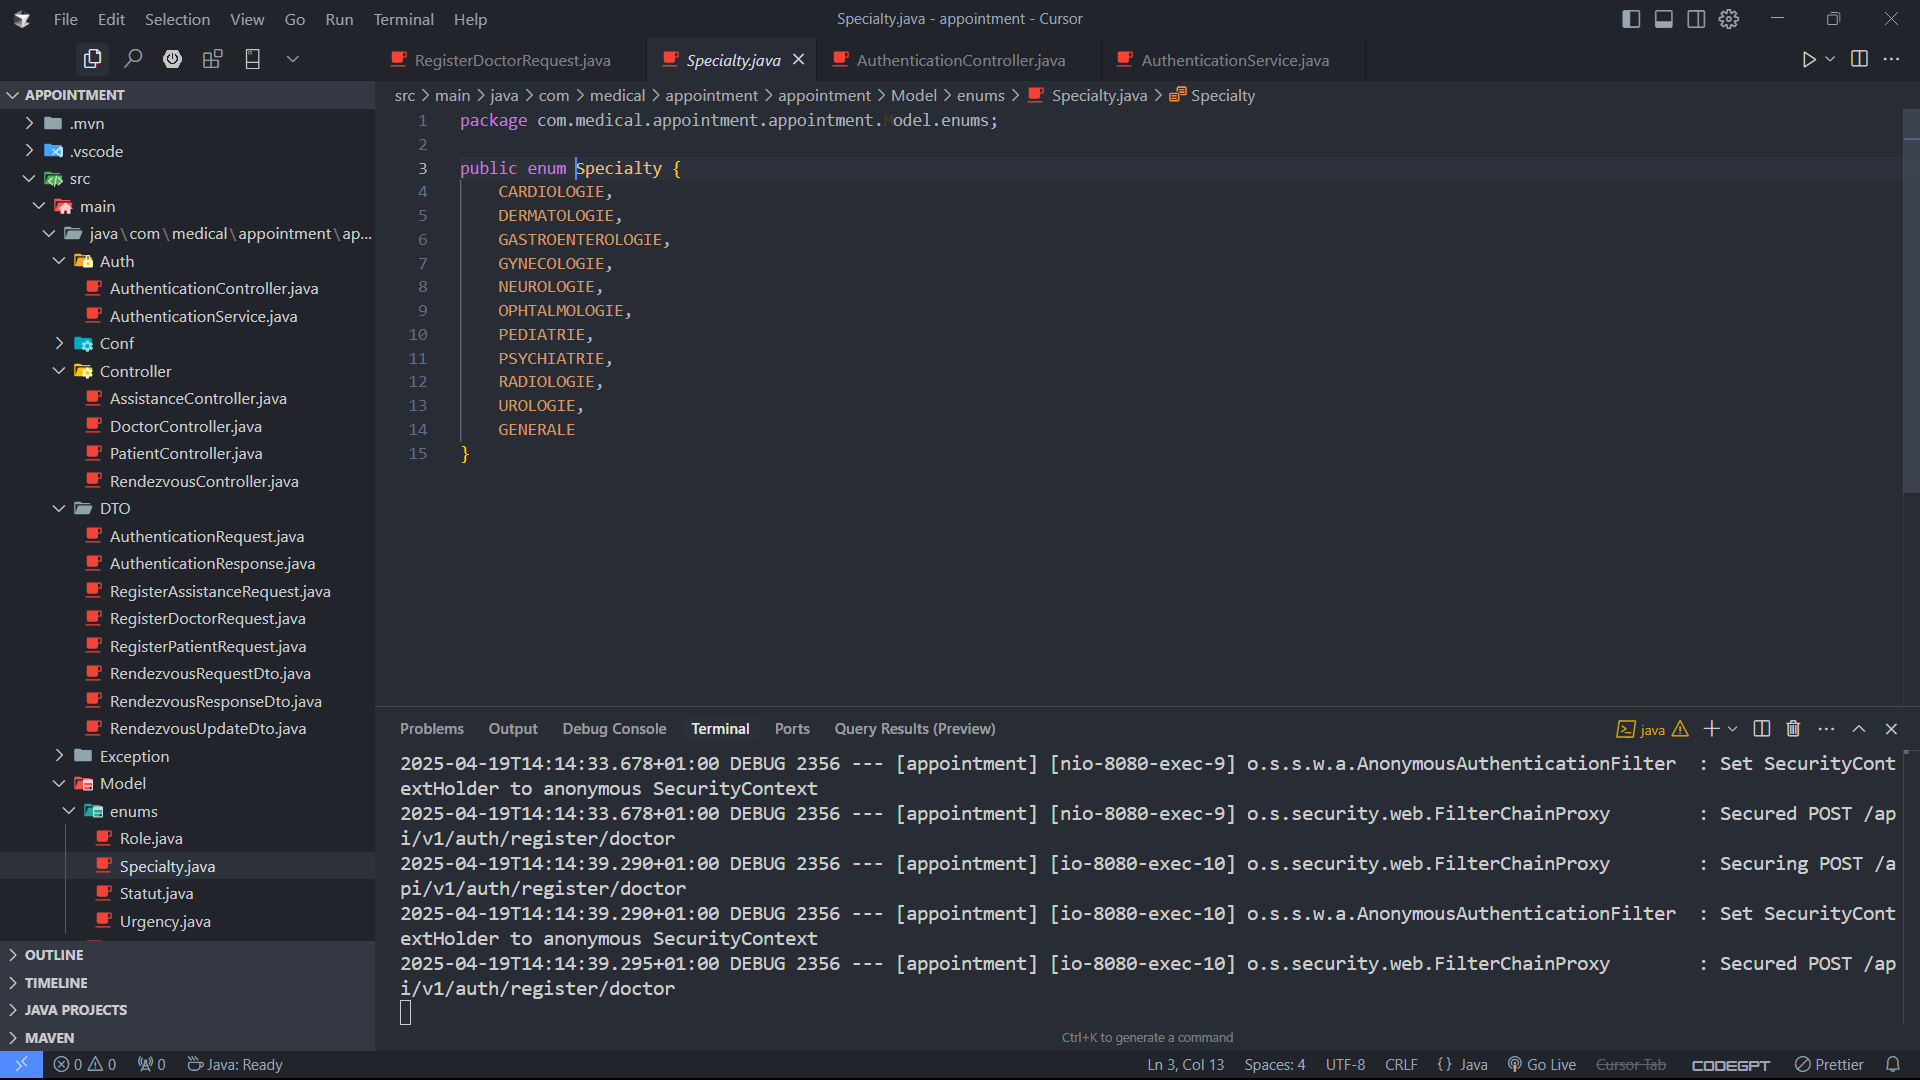 File Edit Selection View Go Run Terminal Help
Specialty.java - appointment - Cursor
RegisterDoctorRequest.java
Specialty.java
AuthenticationController.java
AuthenticationService.java
APPOINTMENT
.mvn
.vscode
src
main
java\com\medical\appointment\ap...
Auth
AuthenticationController.java
AuthenticationService.java
Conf
Controller
AssistanceController.java
DoctorController.java
PatientController.java
RendezvousController.java
DTO
AuthenticationRequest.java
AuthenticationResponse.java
RegisterAssistanceRequest.java
RegisterDoctorRequest.java
RegisterPatientRequest.java
RendezvousRequestDto.java
RendezvousResponseDto.java
RendezvousUpdateDto.java
Exception
Model
enums
Role.java
Specialty.java
Statut.java
Urgency.java
OUTLINE
TIMELINE
JAVA PROJECTS
MAVEN
src > main > java > com > medical > appointment > appointment > Model > enums > Specialty.java > Specialty
1 package com.medical.appointment.appointment.Model.enums;
2
3 public enum Specialty {
4 CARDIOLOGIE,
5 DERMATOLOGIE,
6 GASTROENTEROLOGIE,
7 GYNECOLOGIE,
8 NEUROLOGIE,
9 OPHTALMOLOGIE,
10 PEDIATRIE,
11 PSYCHIATRIE,
12 RADIOLOGIE,
13 UROLOGIE,
14 GENERALE
15 }
Problems Output Debug Console Terminal Ports Query Results (Preview)
java
2025-04-19T14:14:33.678+01:00 DEBUG 2356 --- [appointment] [nio-8080-exec-9] o.s.s.w.a.AnonymousAuthenticationFilter : Set SecurityCont
extHolder to anonymous SecurityContext
2025-04-19T14:14:33.678+01:00 DEBUG 2356 --- [appointment] [nio-8080-exec-9] o.s.security.web.FilterChainProxy : Secured POST /ap
i/v1/auth/register/doctor
2025-04-19T14:14:39.290+01:00 DEBUG 2356 --- [appointment] [io-8080-exec-10] o.s.security.web.FilterChainProxy : Securing POST /a
pi/v1/auth/register/doctor
2025-04-19T14:14:39.290+01:00 DEBUG 2356 --- [appointment] [io-8080-exec-10] o.s.s.w.a.AnonymousAuthenticationFilter : Set SecurityCont
extHolder to anonymous SecurityContext
2025-04-19T14:14:39.295+01:00 DEBUG 2356 --- [appointment] [io-8080-exec-10] o.s.security.web.FilterChainProxy : Secured POST /ap
i/v1/auth/register/doctor
Ctrl+K to generate a command
0 0 0 Java: Ready
Ln 3, Col 13 Spaces: 4 UTF-8 CRLF {} Java Go Live Cursor Tab CODEGPT Prettier